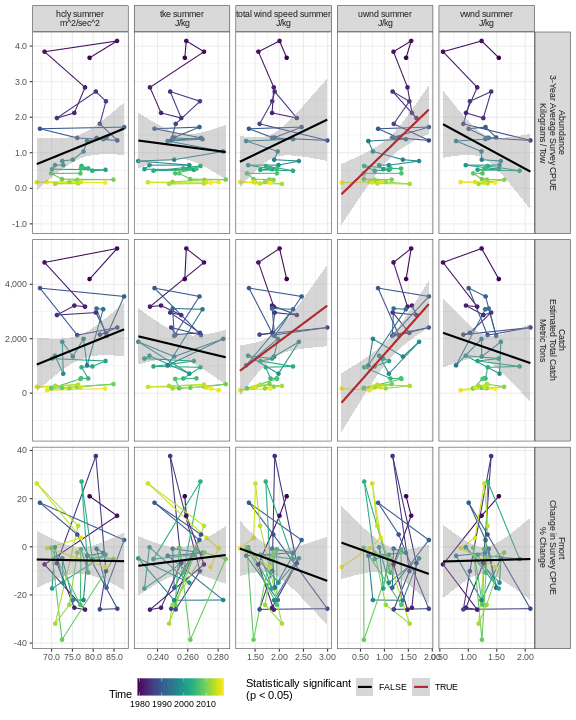 hcly summer
m^2/sec^2
tke summer
J/kg
total wind speed summer
J/kg
uwnd summer
J/kg
vwnd summer
J/kg
4.0
3.0
2.0
1.0
0.0
-1.0
Abundance
3-Year Average Survey CPUE
Kilograms / Tow
4,000
2,000
0
Catch
Estimated Total Catch
Metric Tons
40
20
0
-20
-40
Fmort
Change in Survey CPUE
% Change
70.0 75.0 80.0 85.0
0.240 0.260 0.280
1.50 2.00 2.50 3.00
0.50 1.00 1.50 2.00
0.50 1.00 1.50 2.00
Time
1980 1990 2000 2010
Statistically significant
(p < 0.05)
FALSE
TRUE